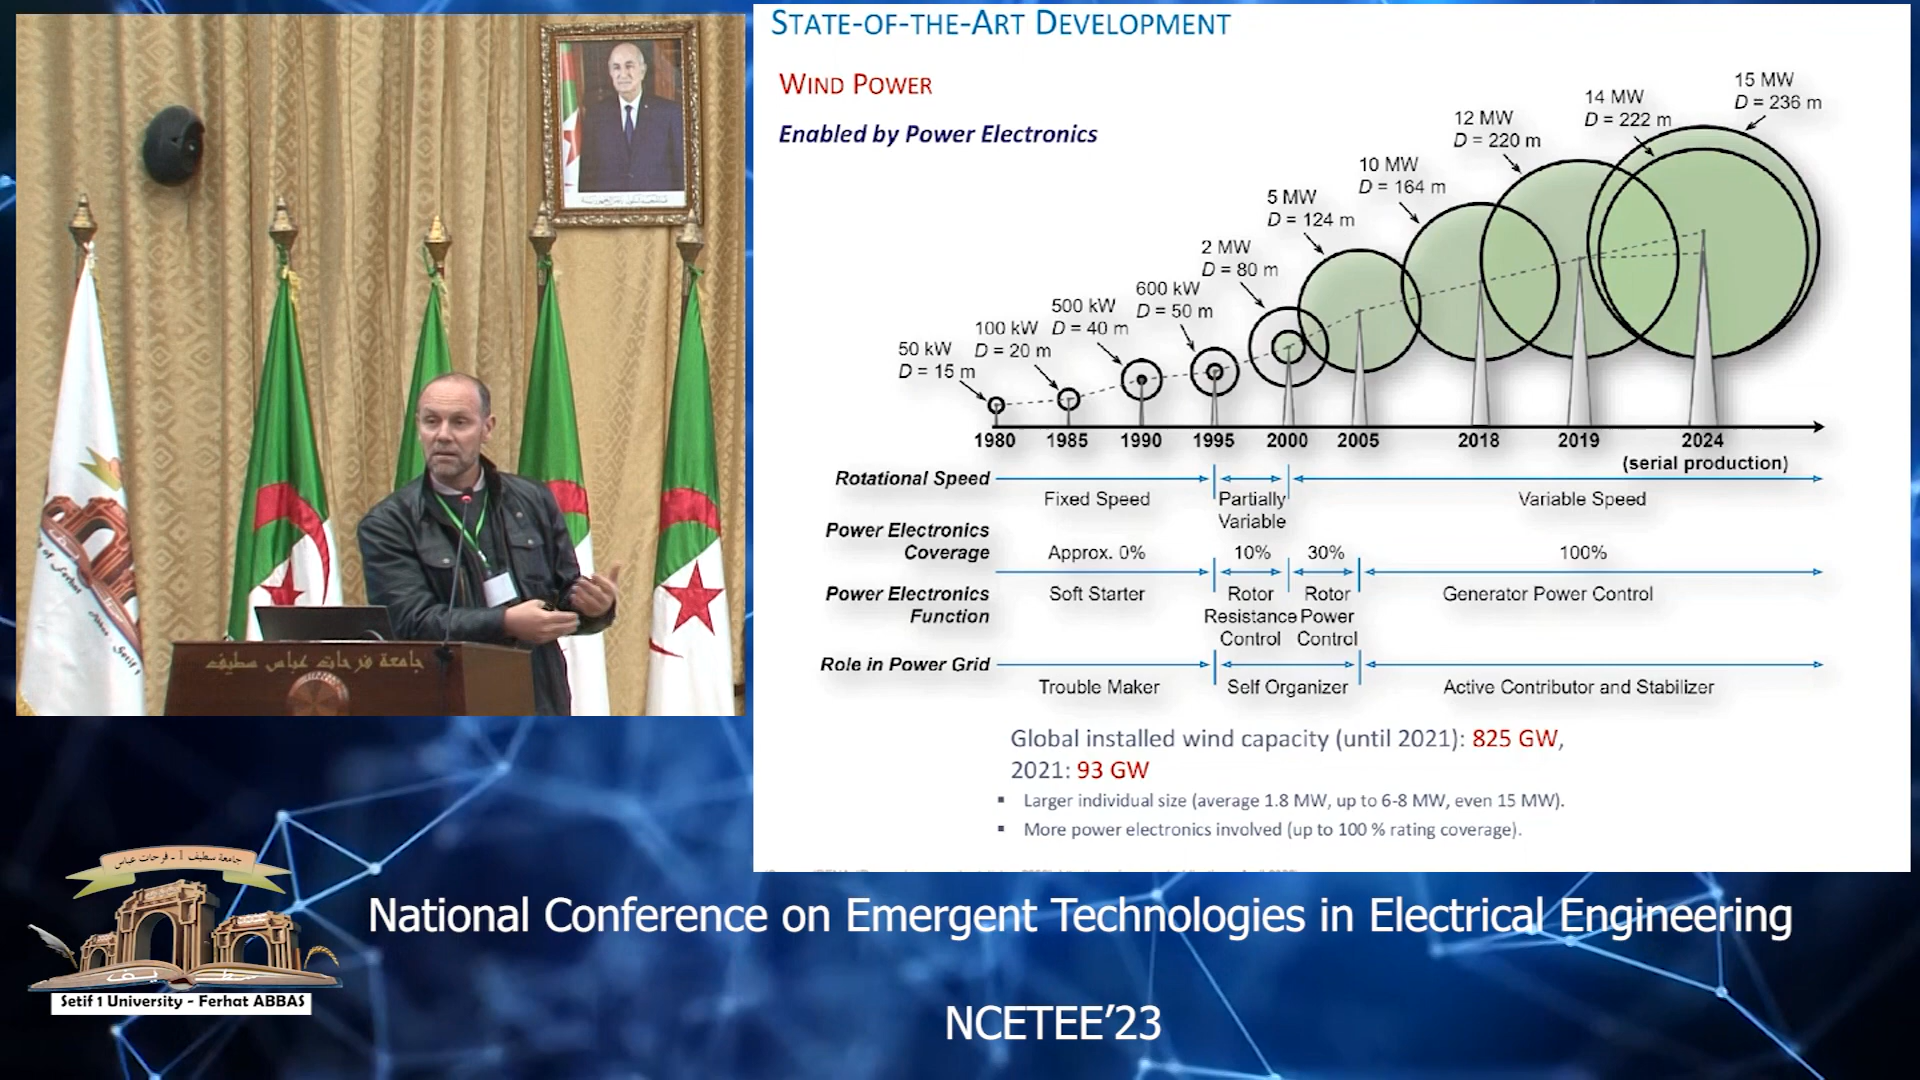 STATE-OF-THE-ART DEVELOPMENT
WIND POWER
Enabled by Power Electronics
50 kW
D = 15 m
100 kW
D = 20 m
500 kW
D = 40 m
600 kW
D = 50 m
2 MW
D = 80 m
5 MW
D = 124 m
10 MW
D = 164 m
12 MW
D = 220 m
14 MW
D = 222 m
15 MW
D = 236 m
1980 1985 1990 1995 2000 2005 2018 2019 2024
(serial production)
Rotational Speed
Fixed Speed
Partially
Variable
Variable Speed
Power Electronics
Coverage
Approx. 0% 10% 30% 100%
Power Electronics
Function
Soft Starter
Rotor
Resistance
Control
Rotor
Power
Control
Generator Power Control
Role in Power Grid
Trouble Maker
Self Organizer
Active Contributor and Stabilizer
Global installed wind capacity (until 2021): 825 GW,
2021: 93 GW
▪ Larger individual size (average 1.8 MW, up to 6-8 MW, even 15 MW).
▪ More power electronics involved (up to 100 % rating coverage).
جامعة فرحات عباس سطيف
جامعة سطيف 1 - فرحات عباس
سطيف
Setif 1 University - Ferhat ABBAS
National Conference on Emergent Technologies in Electrical Engineering
NCETEE'23